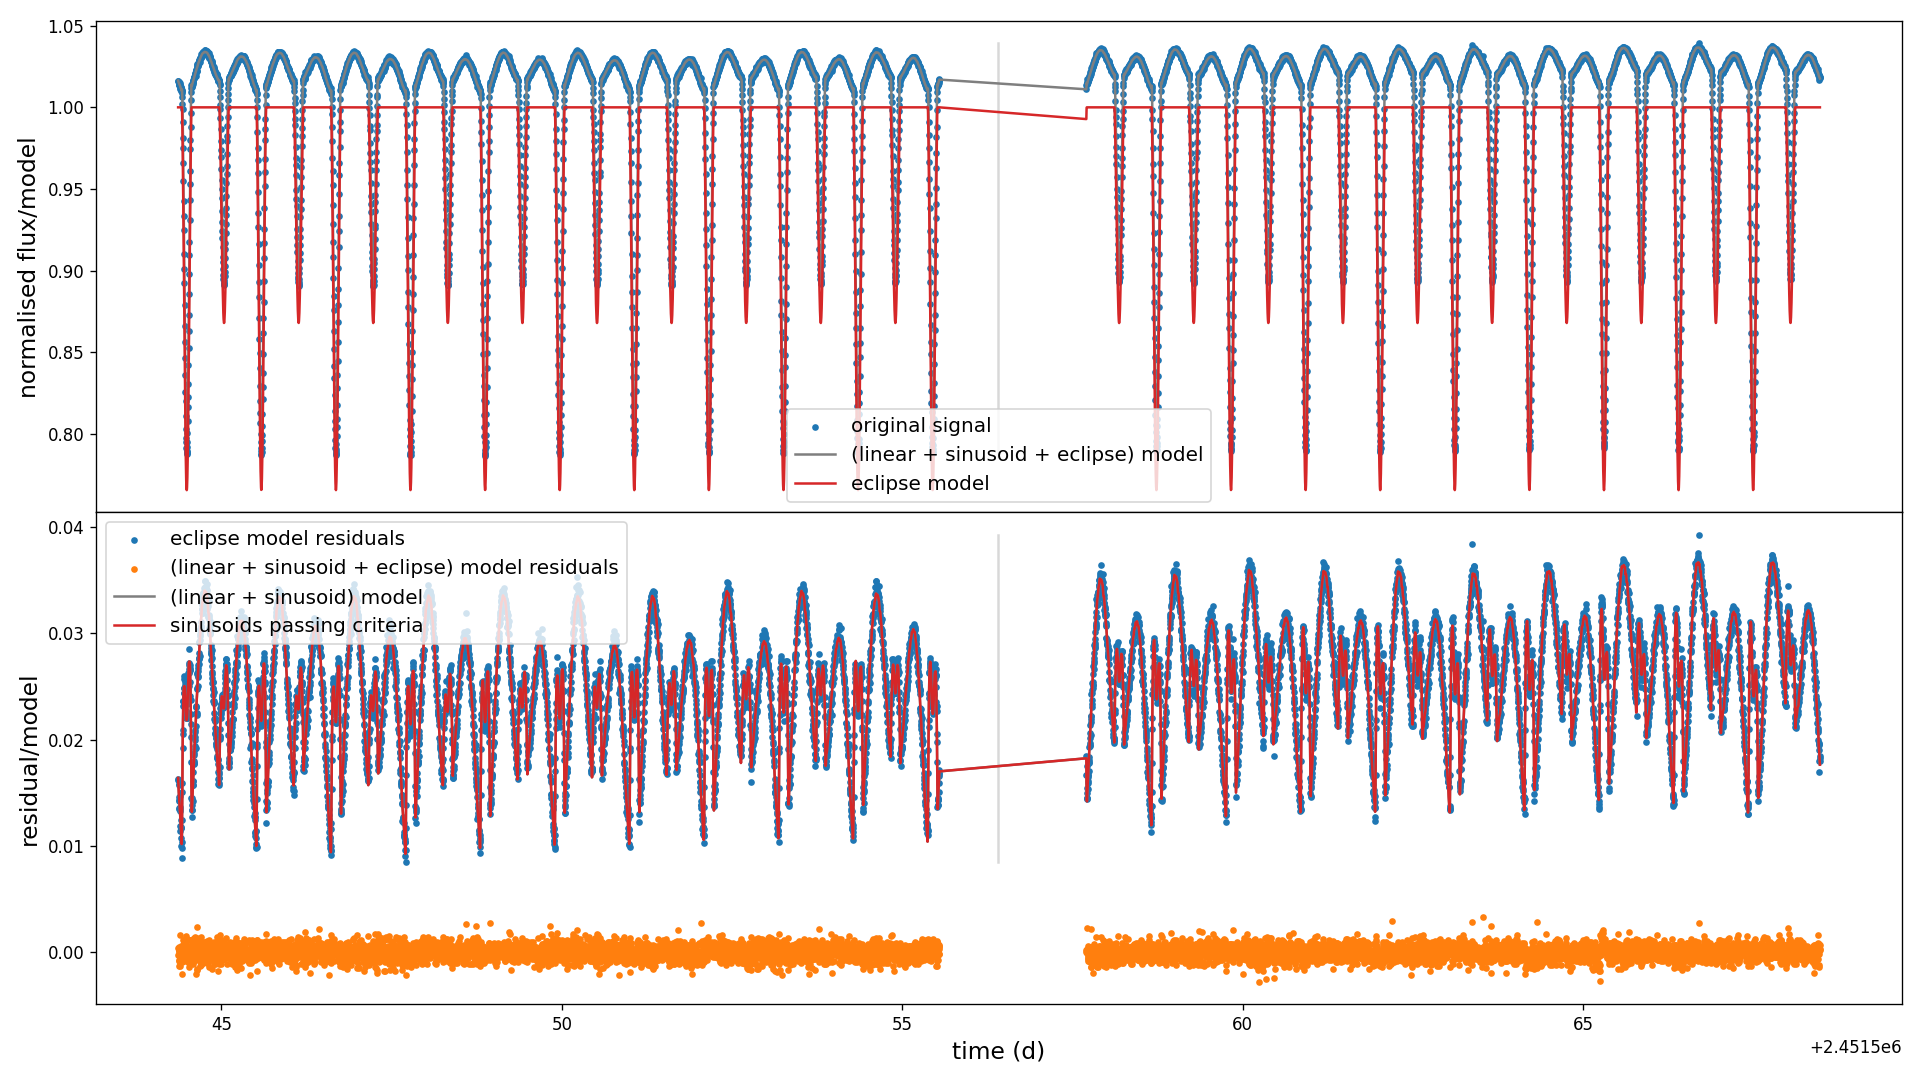 normalised flux/model
1.05
1.00
0.95
0.90
0.85
0.80
original signal
(linear + sinusoid + eclipse) model
eclipse model
residual/model
0.04
0.03
0.02
0.01
0.00
eclipse model residuals
(linear + sinusoid + eclipse) model residuals
(linear + sinusoid) model
sinusoids passing criteria
45
50
55
60
65
time (d)
+2.4515e6